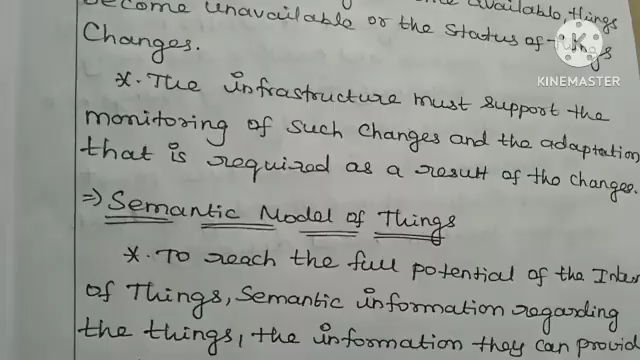 become unavailable or the status of things
available, things
Changes.
*. The infrastructure must support the
monitoring of such changes and the adaptation
that is required as a result of the changes.
⇒ Semantic Model of Things
*. To reach the full potential of the Inter
of Things, Semantic information regarding
the things, the information they can provid
KINEMASTER